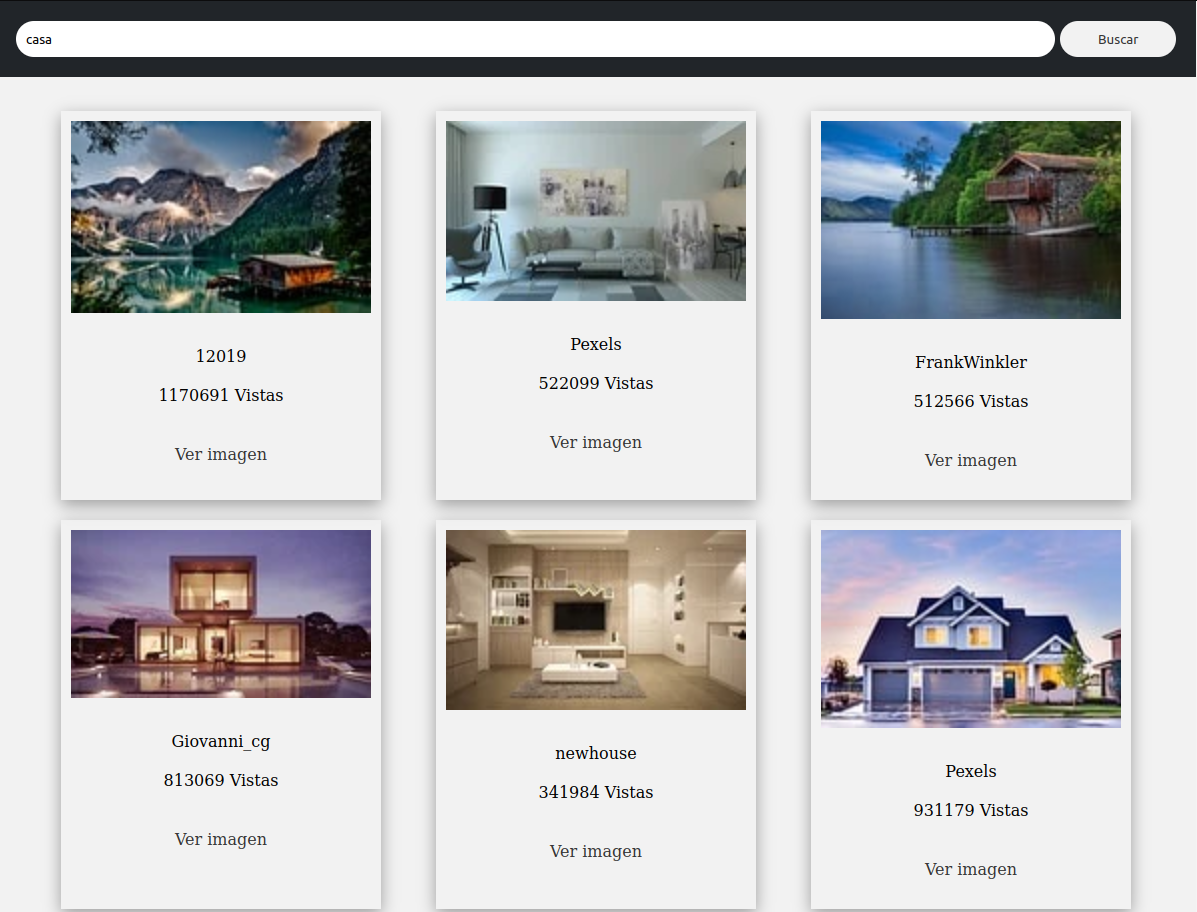 casa
Buscar
12019
1170691 Vistas
Ver imagen
Pexels
522099 Vistas
Ver imagen
FrankWinkler
512566 Vistas
Ver imagen
Giovanni_cg
813069 Vistas
Ver imagen
newhouse
341984 Vistas
Ver imagen
Pexels
931179 Vistas
Ver imagen